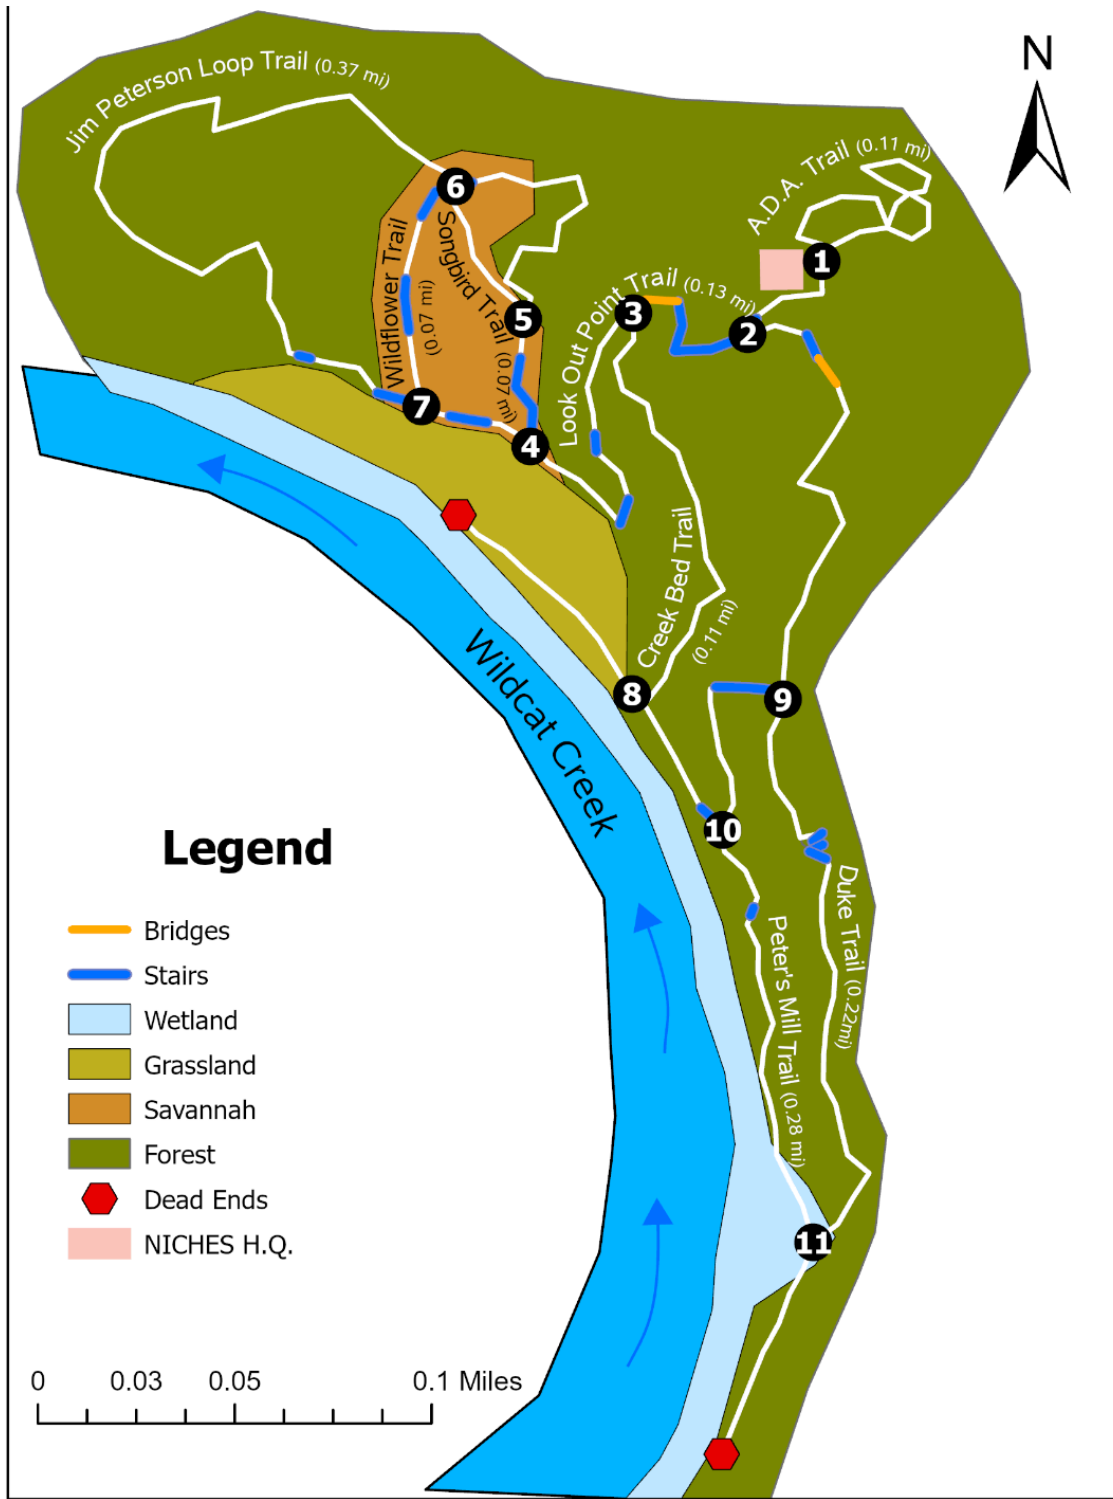 N
Jim Peterson Loop Trail (0.37 mi)
A.D.A. Trail (0.11 mi)
6
1
Wildflower Trail
(0.07 mi)
Songbird Trail (0.07 mi)
Look Out Point Trail (0.13 mi)
3
5
2
7
4
Creek Bed Trail
(0.11 mi)
Wildcat Creek
8
9
10
Duke Trail (0.22mi)
Peter's Mill Trail (0.28 mi)
11
Legend
Bridges
Stairs
Wetland
Grassland
Savannah
Forest
Dead Ends
NICHES H.Q.
0 0.03 0.05 0.1 Miles